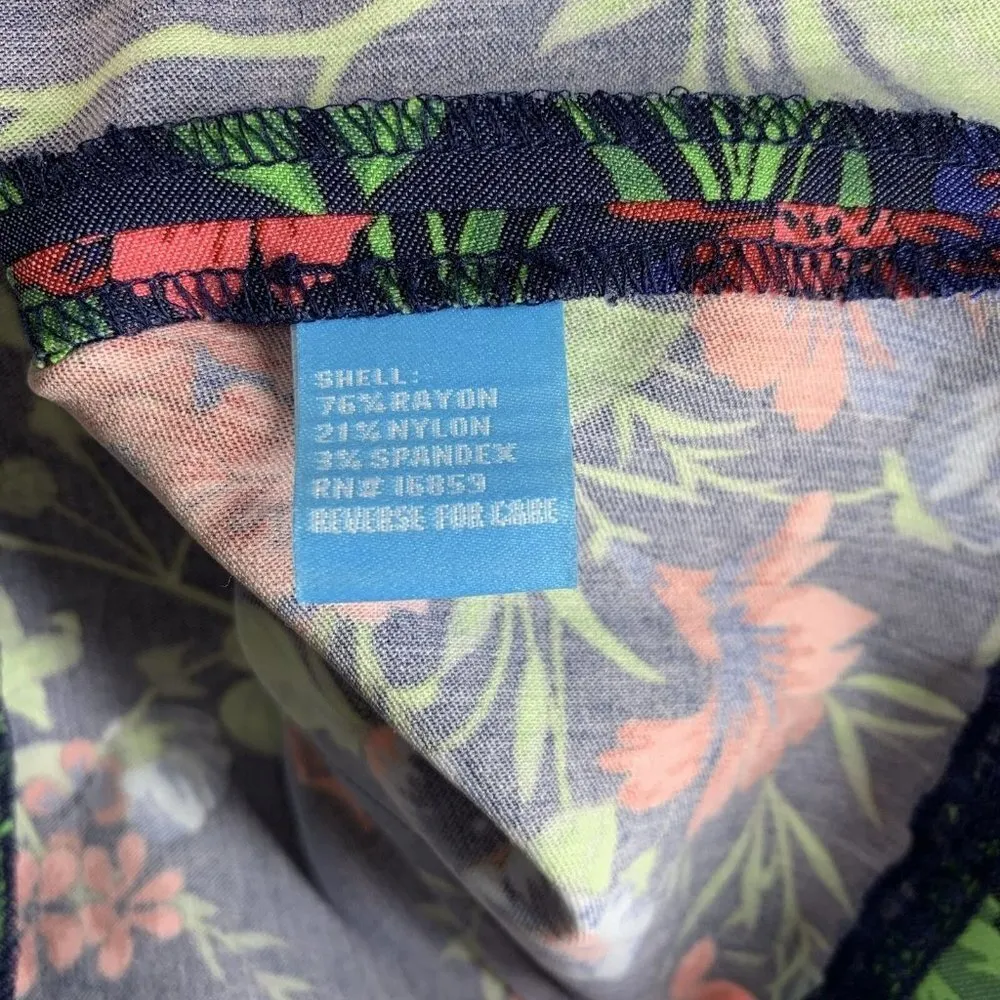 SHELL:
76% RAYON
21% NYLON
3% SPANDEX
RN# 16859
REVERSE FOR CARE